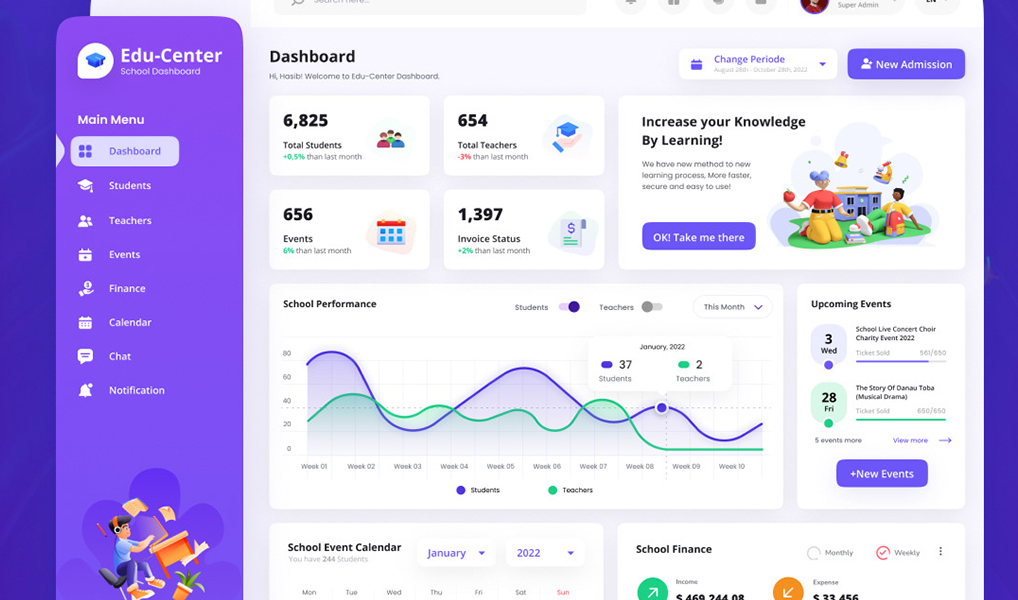 Search here...
Super Admin
EN
Edu-Center
School Dashboard
Main Menu
Dashboard
Students
Teachers
Events
Finance
Calendar
Chat
Notification
Dashboard
Hi, Hasib! Welcome to Edu-Center Dashboard.
Change Periode
August 28th - October 28th, 2022
New Admission
6,825
Total Students
+0,5% than last month
654
Total Teachers
-3% than last month
656
Events
6% than last month
1,397
Invoice Status
+2% than last month
Increase your Knowledge
By Learning!
We have new method to new
learning process, More faster,
secure and easy to use!
OK! Take me there
School Performance
Students
Teachers
This Month
80
60
40
20
0
January, 2022
37
Students
2
Teachers
Week 01
Week 02
Week 03
Week 04
Week 05
Week 06
Week 07
Week 08
Week 09
Week 10
Students
Teachers
Upcoming Events
3
Wed
School Live Concert Choir
Charity Event 2022
Ticket Sold 561/650
28
Fri
The Story Of Danau Toba
(Musical Drama)
Ticket Sold 650/650
5 events more
View more
+New Events
School Event Calendar
You have 244 Students
January
2022
Mon Tue Wed Thu Fri Sat Sun
School Finance
Monthly
Weekly
Income
$ 469,244.08
Expense
$ 33,456